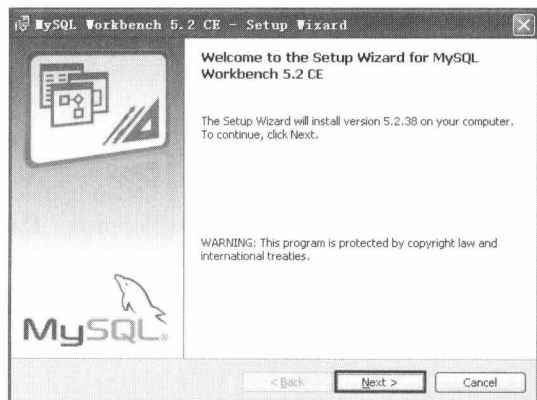 MySQL Workbench 5.2 CE - Setup Wizard
Welcome to the Setup Wizard for MySQL
Workbench 5.2 CE
The Setup Wizard will install version 5.2.38 on your computer.
To continue, click Next.
WARNING: This program is protected by copyright law and
international treaties.
MySQL®
< Back
Next >
Cancel